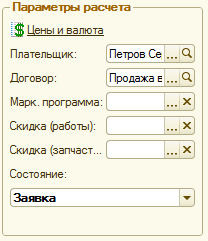 Параметры расчета
Цены и валюта
Плательщик: Петров Се ...
Договор: Продажа в ...
Марк. программа: ...
Скидка (работы): ...
Скидка (запчаст... ...
Состояние:
Заявка